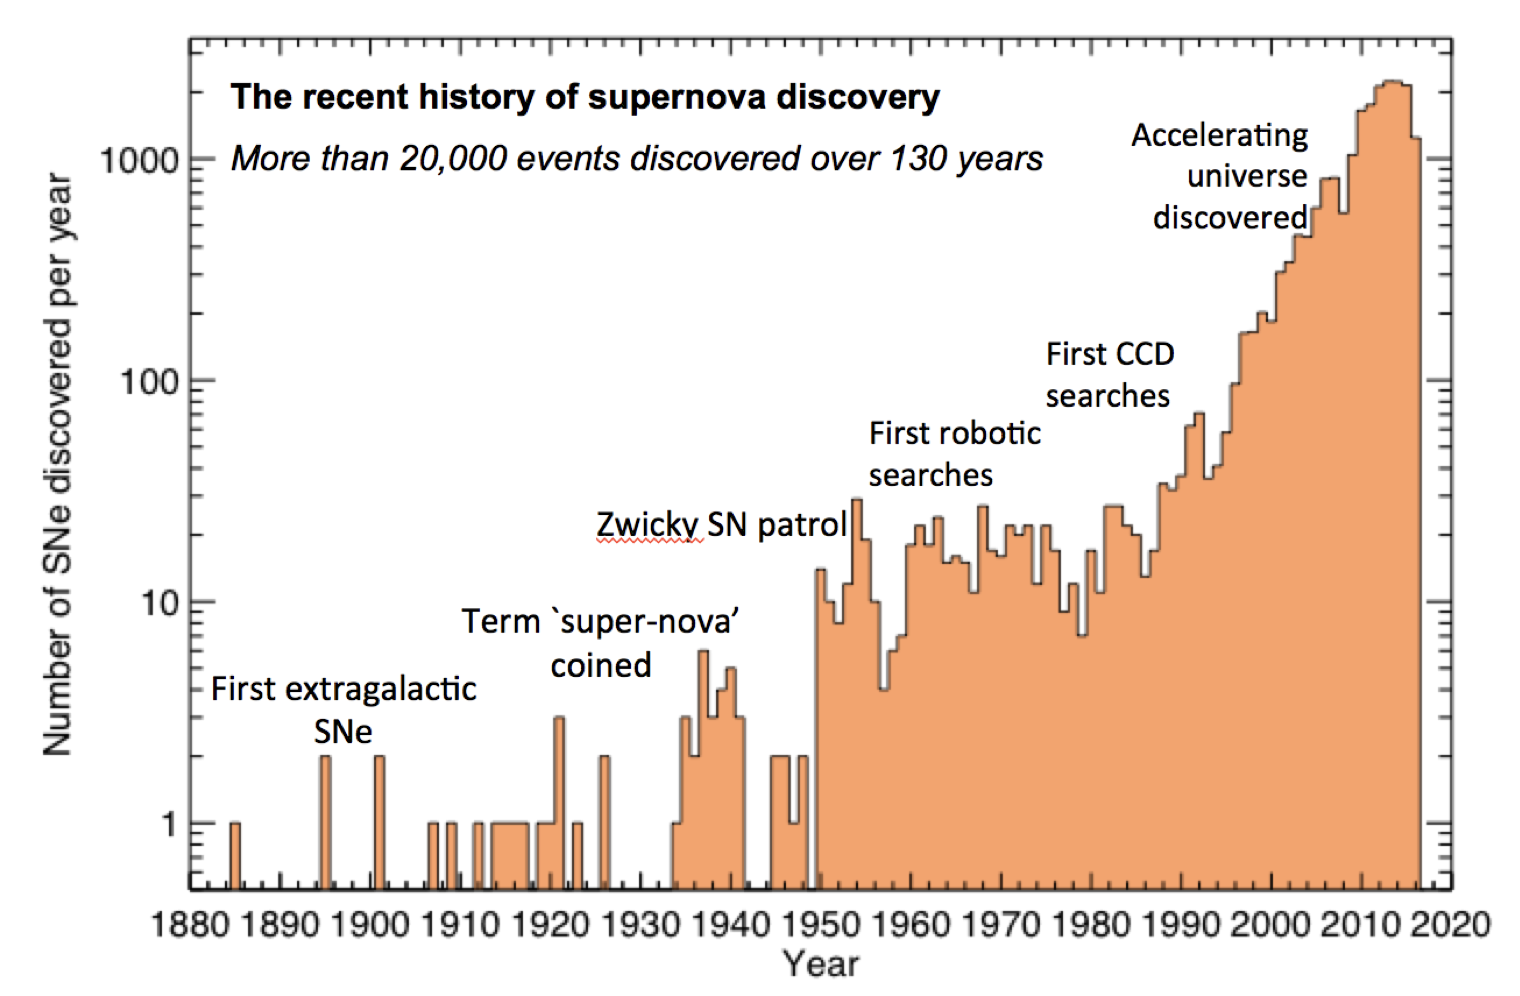 The recent history of supernova discovery
More than 20,000 events discovered over 130 years
Accelerating
universe
discovered
First CCD
searches
First robotic
searches
Zwicky SN patrol
Term `super-nova’
coined
First extragalactic
SNe
Number of SNe discovered per year
1000
100
10
1
1880 1890 1900 1910 1920 1930 1940 1950 1960 1970 1980 1990 2000 2010 2020
Year